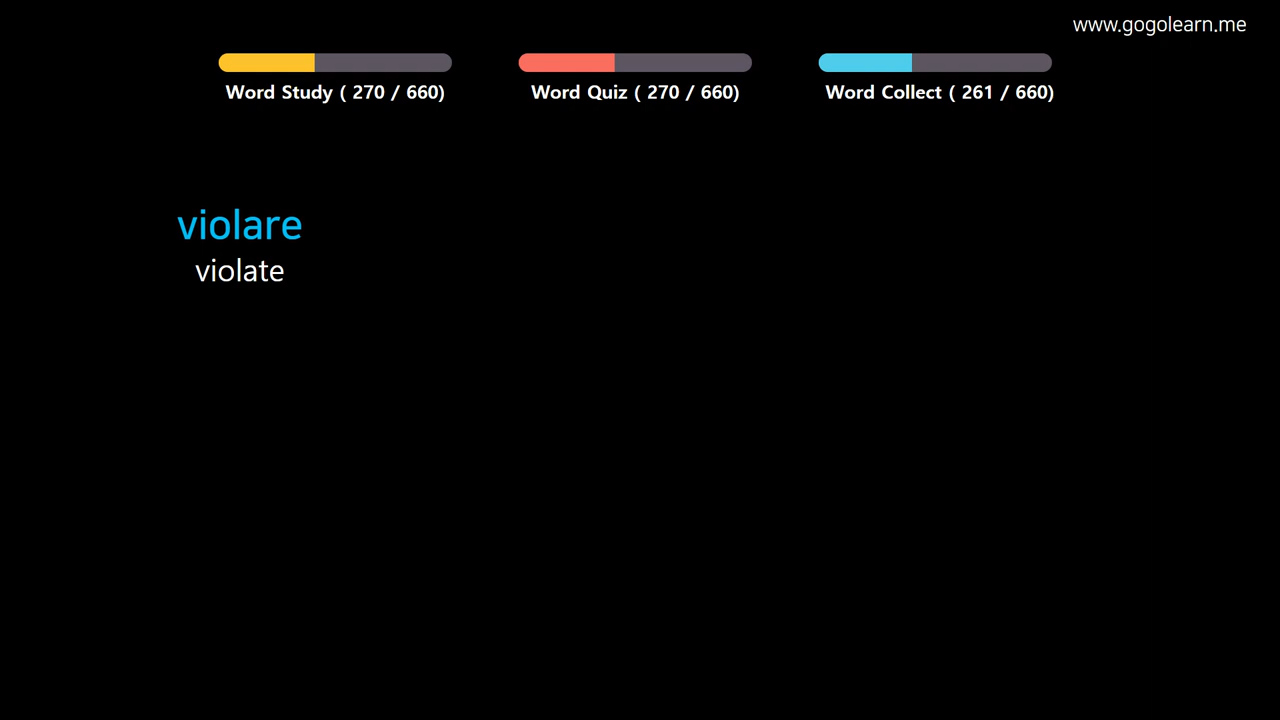 www.gogolearn.me
Word Study ( 270 / 660)
Word Quiz ( 270 / 660)
Word Collect ( 261 / 660)
violare
violate